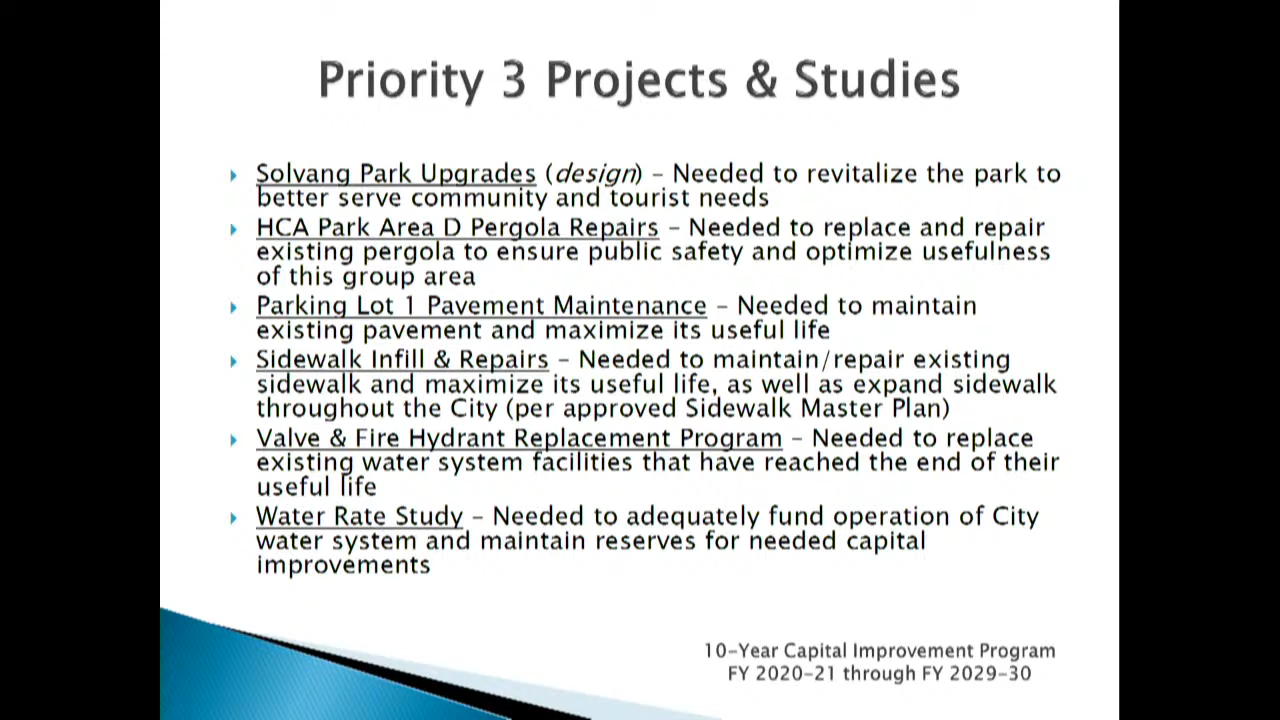 Priority 3 Projects & Studies
Solvang Park Upgrades (design) – Needed to revitalize the park to
better serve community and tourist needs
HCA Park Area D Pergola Repairs – Needed to replace and repair
existing pergola to ensure public safety and optimize usefulness
of this group area
Parking Lot 1 Pavement Maintenance – Needed to maintain
existing pavement and maximize its useful life
Sidewalk Infill & Repairs – Needed to maintain/repair existing
sidewalk and maximize its useful life, as well as expand sidewalk
throughout the City (per approved Sidewalk Master Plan)
Valve & Fire Hydrant Replacement Program – Needed to replace
existing water system facilities that have reached the end of their
useful life
Water Rate Study – Needed to adequately fund operation of City
water system and maintain reserves for needed capital
improvements
10-Year Capital Improvement Program
FY 2020-21 through FY 2029-30